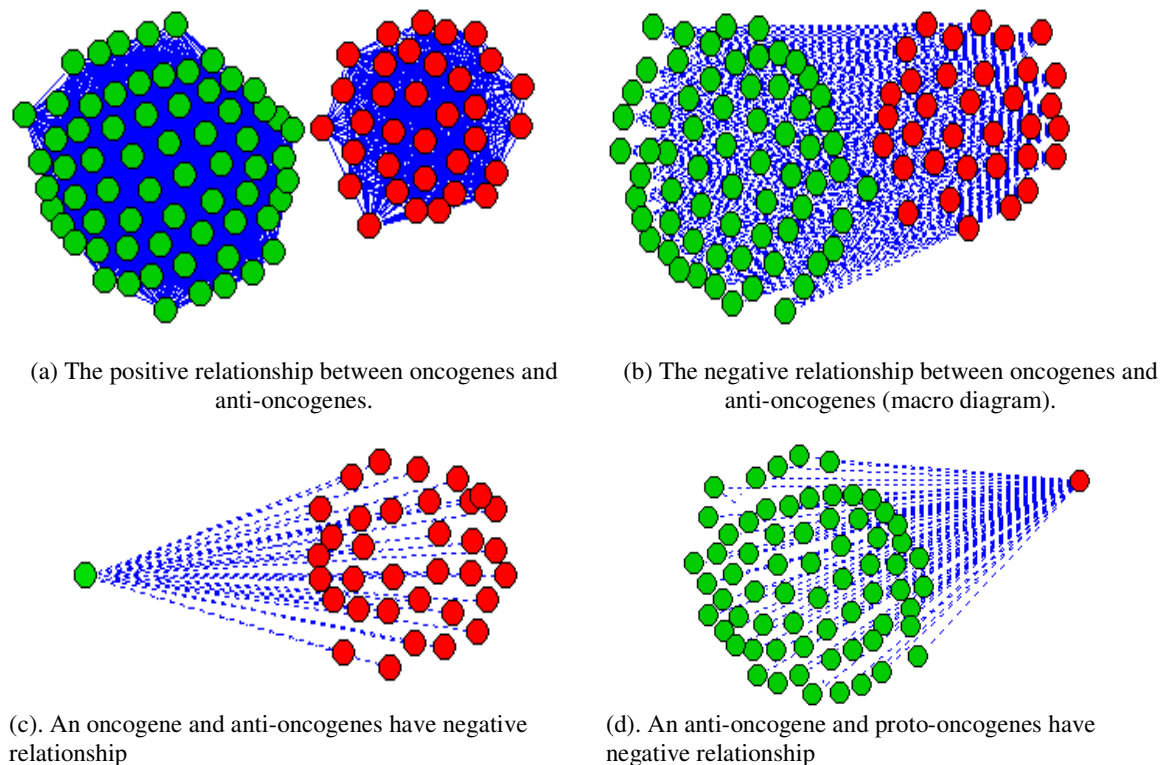 (a) The positive relationship between oncogenes and
anti-oncogenes.
(b) The negative relationship between oncogenes and
anti-oncogenes (macro diagram).
(c). An oncogene and anti-oncogenes have negative
relationship
(d). An anti-oncogene and proto-oncogenes have
negative relationship